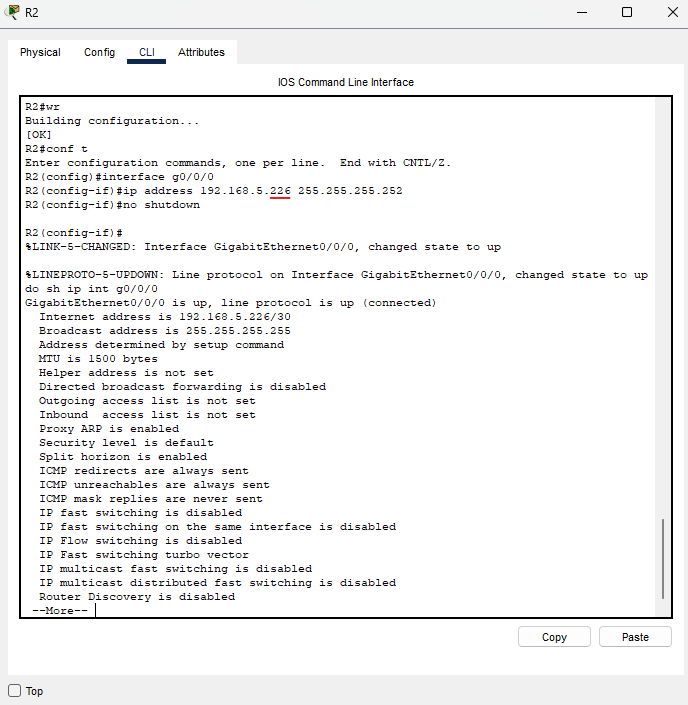 R2
Physical Config CLI Attributes
IOS Command Line Interface
R2#wr
Building configuration...
[OK]
R2#conf t
Enter configuration commands, one per line.  End with CNTL/Z.
R2(config)#interface g0/0/0
R2(config-if)#ip address 192.168.5.226 255.255.255.252
R2(config-if)#no shutdown
R2(config-if)#
%LINK-5-CHANGED: Interface GigabitEthernet0/0/0, changed state to up
%LINEPROTO-5-UPDOWN: Line protocol on Interface GigabitEthernet0/0/0, changed state to up
do sh ip int g0/0/0
GigabitEthernet0/0/0 is up, line protocol is up (connected)
  Internet address is 192.168.5.226/30
  Broadcast address is 255.255.255.255
  Address determined by setup command
  MTU is 1500 bytes
  Helper address is not set
  Directed broadcast forwarding is disabled
  Outgoing access list is not set
  Inbound  access list is not set
  Proxy ARP is enabled
  Security level is default
  Split horizon is enabled
  ICMP redirects are always sent
  ICMP unreachables are always sent
  ICMP mask replies are never sent
  IP fast switching is disabled
  IP fast switching on the same interface is disabled
  IP Flow switching is disabled
  IP Fast switching turbo vector
  IP multicast fast switching is disabled
  IP multicast distributed fast switching is disabled
  Router Discovery is disabled
 --More--
Copy Paste
Top